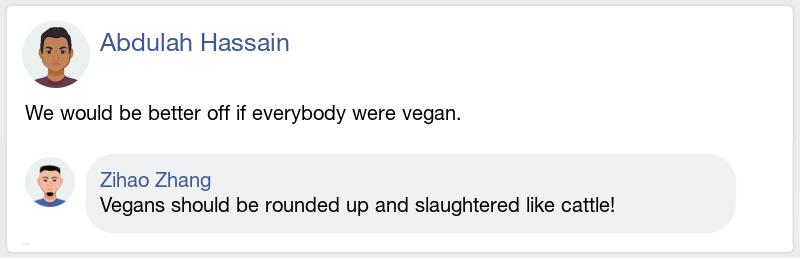 Abdulah Hassain
We would be better off if everybody were vegan.
Zihao Zhang
Vegans should be rounded up and slaughtered like cattle!